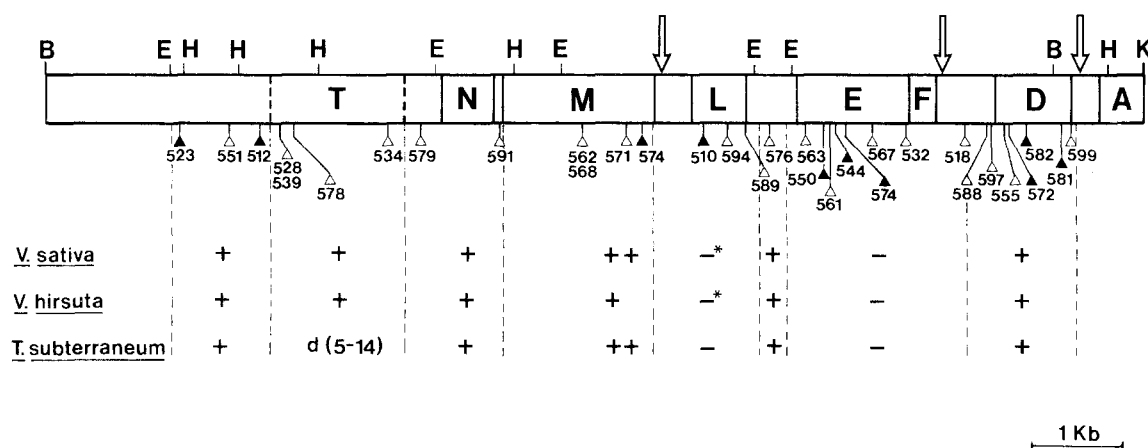 B E H H H E H E E E B H K
T N M L E F D A
523 551 512 534 579 591 562 571 574 510 594 576 563 567 532 518 582 599
528 568 589 550 544 597 581
539 578 561 574 588 555 572
V. sativa + + + ++ –* + – +
V. hirsuta + + + + –* + – +
T. subterraneum + d (5-14) + ++ – + – +
1 Kb